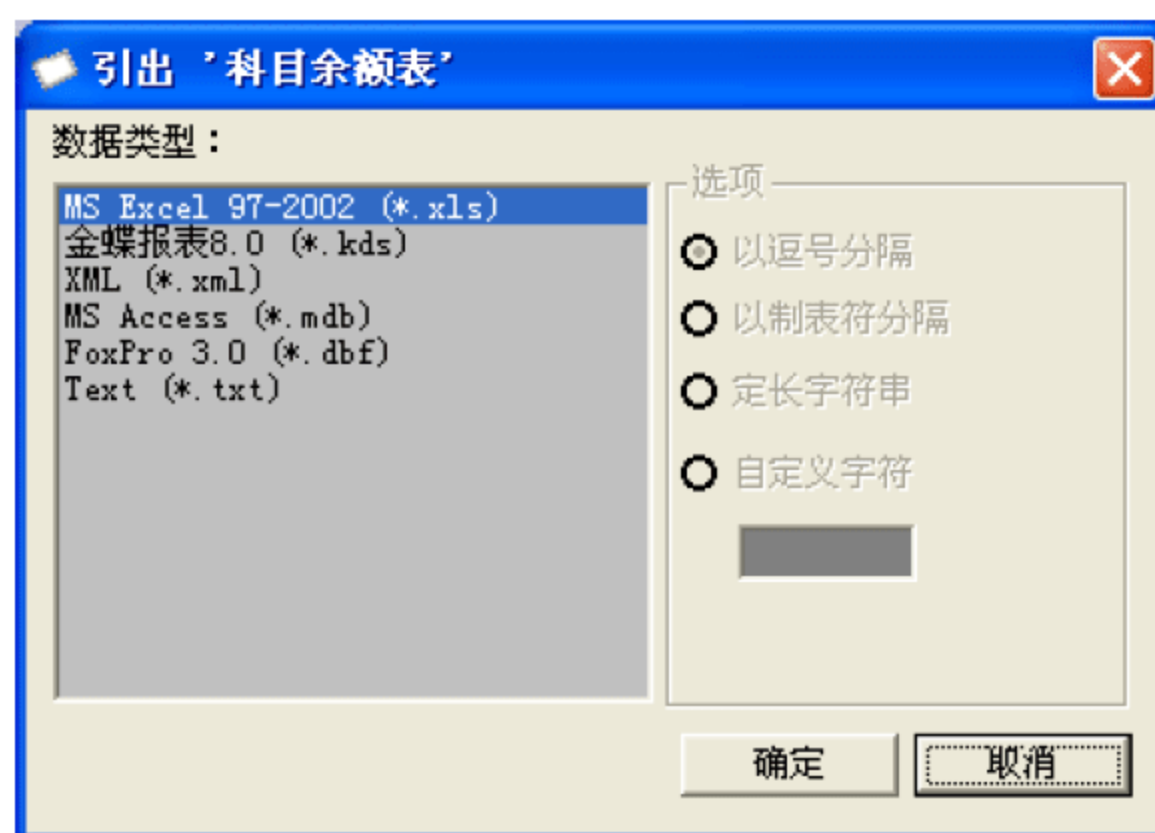 引出 '科目余额表'
数据类型：
MS Excel 97-2002 (*.xls)
金蝶报表8.0 (*.kds)
XML (*.xml)
MS Access (*.mdb)
FoxPro 3.0 (*.dbf)
Text (*.txt)
选项
以逗号分隔
以制表符分隔
定长字符串
自定义字符
确定
取消